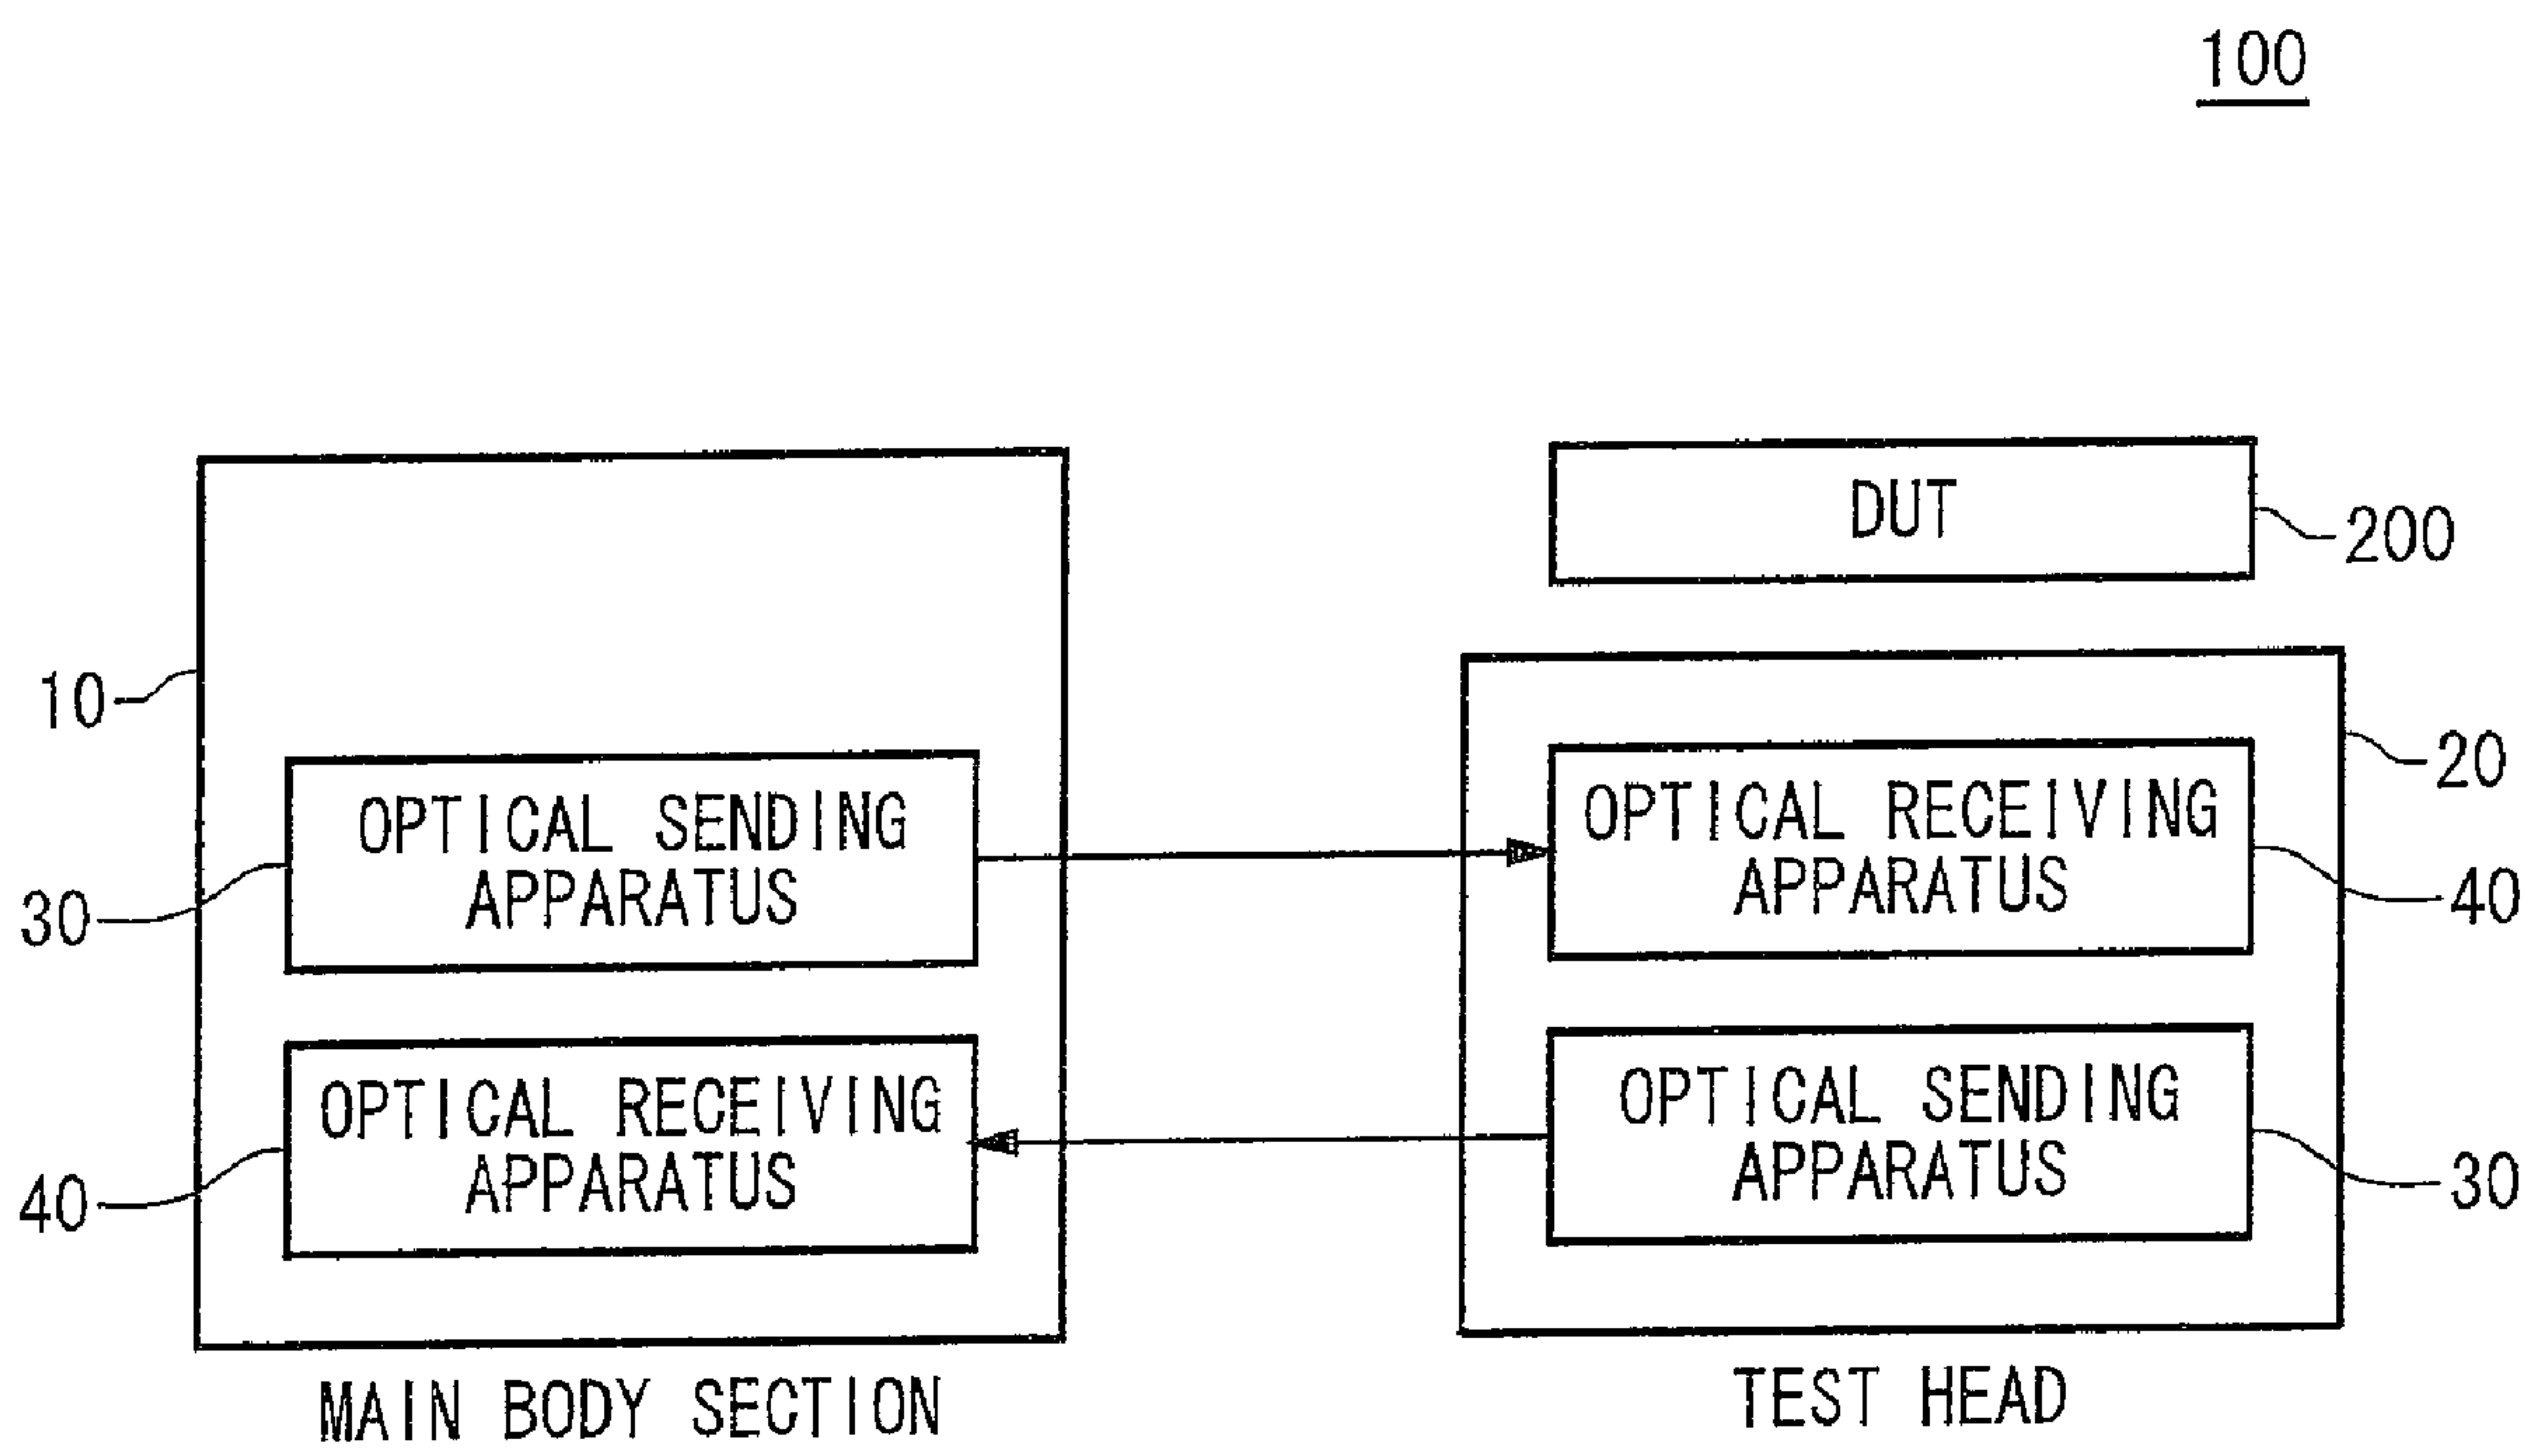 100
DUT
200
10
20
OPTICAL SENDING
APPARATUS
30
OPTICAL RECEIVING
APPARATUS
40
OPTICAL RECEIVING
APPARATUS
40
OPTICAL SENDING
APPARATUS
30
MAIN BODY SECTION
TEST HEAD